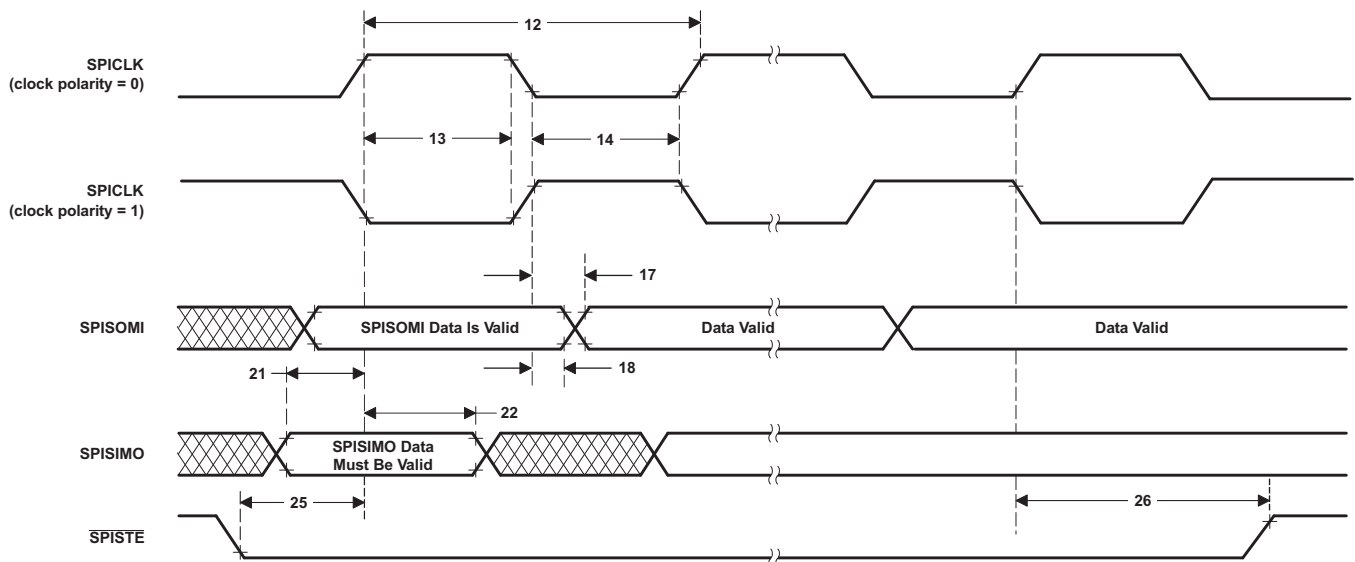 12
SPICLK
(clock polarity = 0)
13
14
SPICLK
(clock polarity = 1)
17
SPISOMI
SPISOMI Data Is Valid
Data Valid
Data Valid
21
18
22
SPISIMO
SPISIMO Data
Must Be Valid
25
26
SPISTE